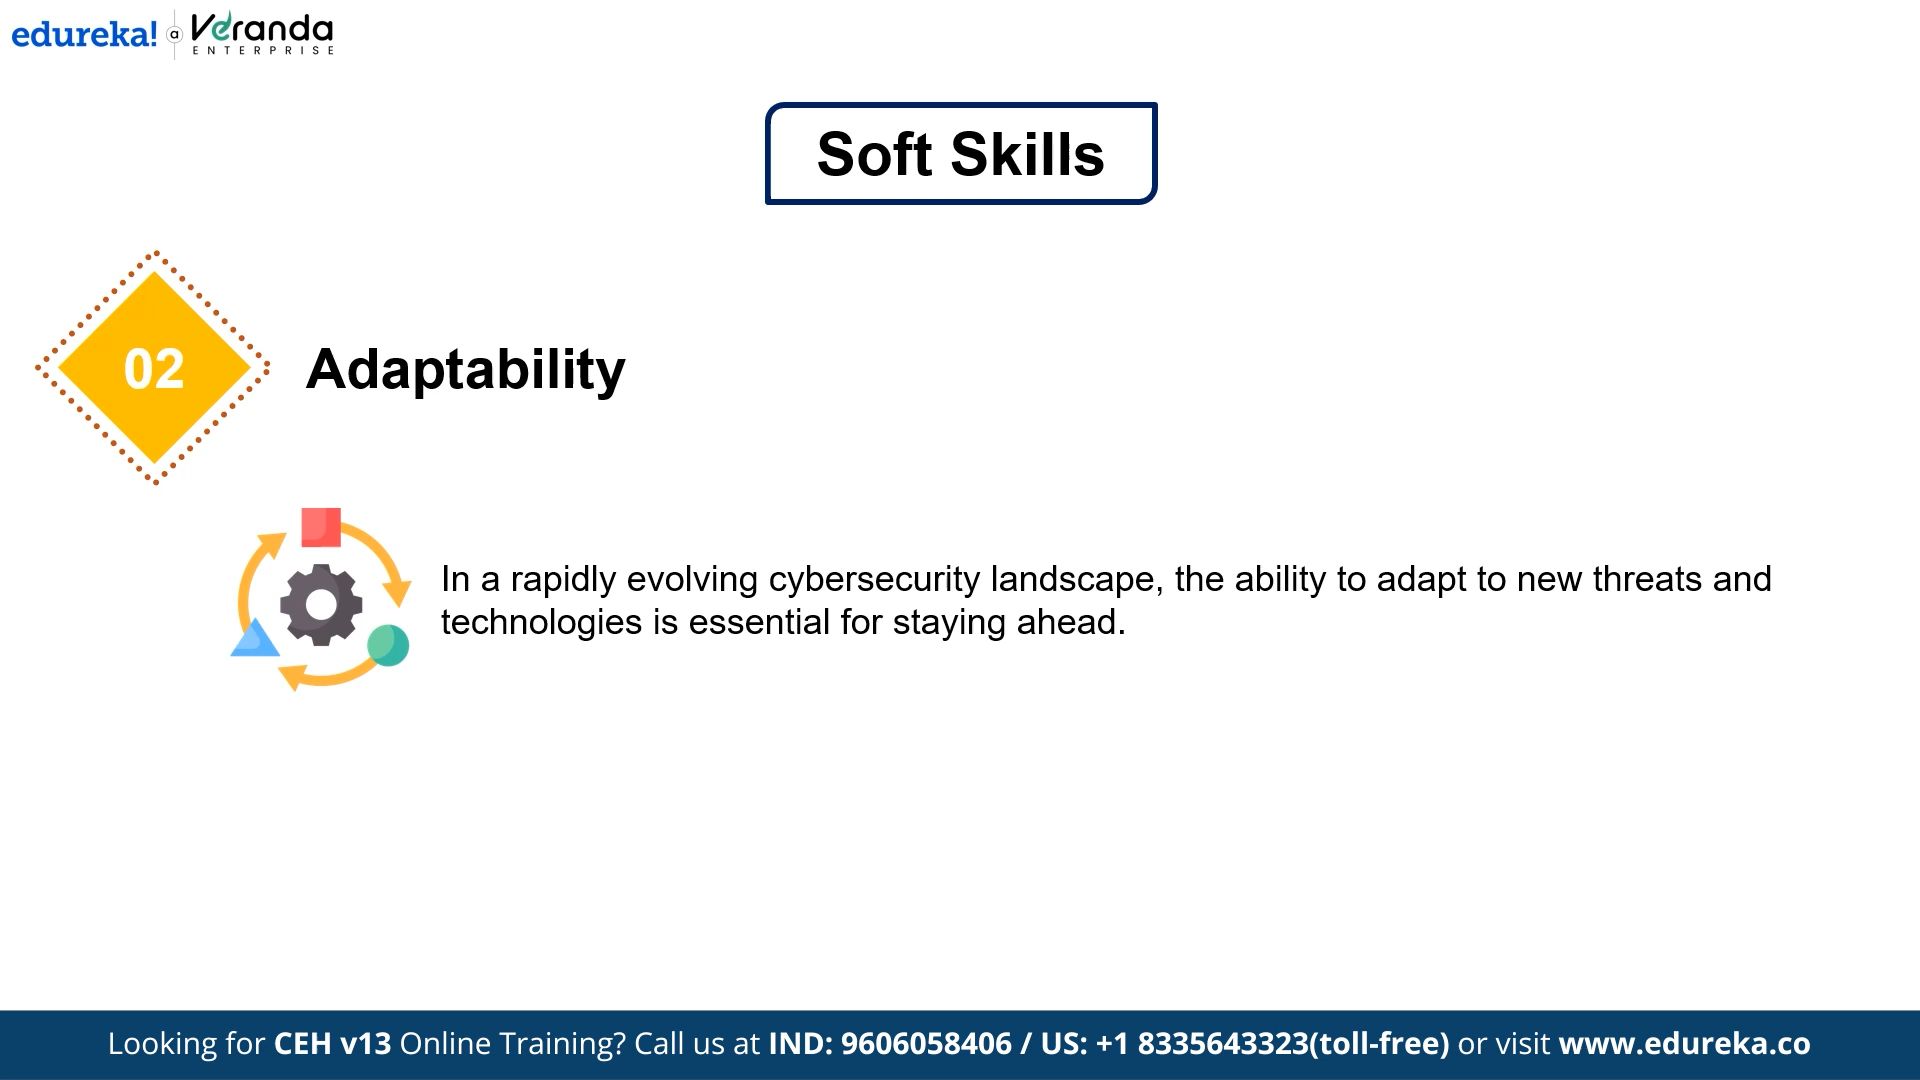 edureka! a Veranda
ENTERPRISE
Soft Skills
02
Adaptability
In a rapidly evolving cybersecurity landscape, the ability to adapt to new threats and
technologies is essential for staying ahead.
Looking for CEH v13 Online Training? Call us at IND: 9606058406 / US: +1 8335643323(toll-free) or visit www.edureka.co